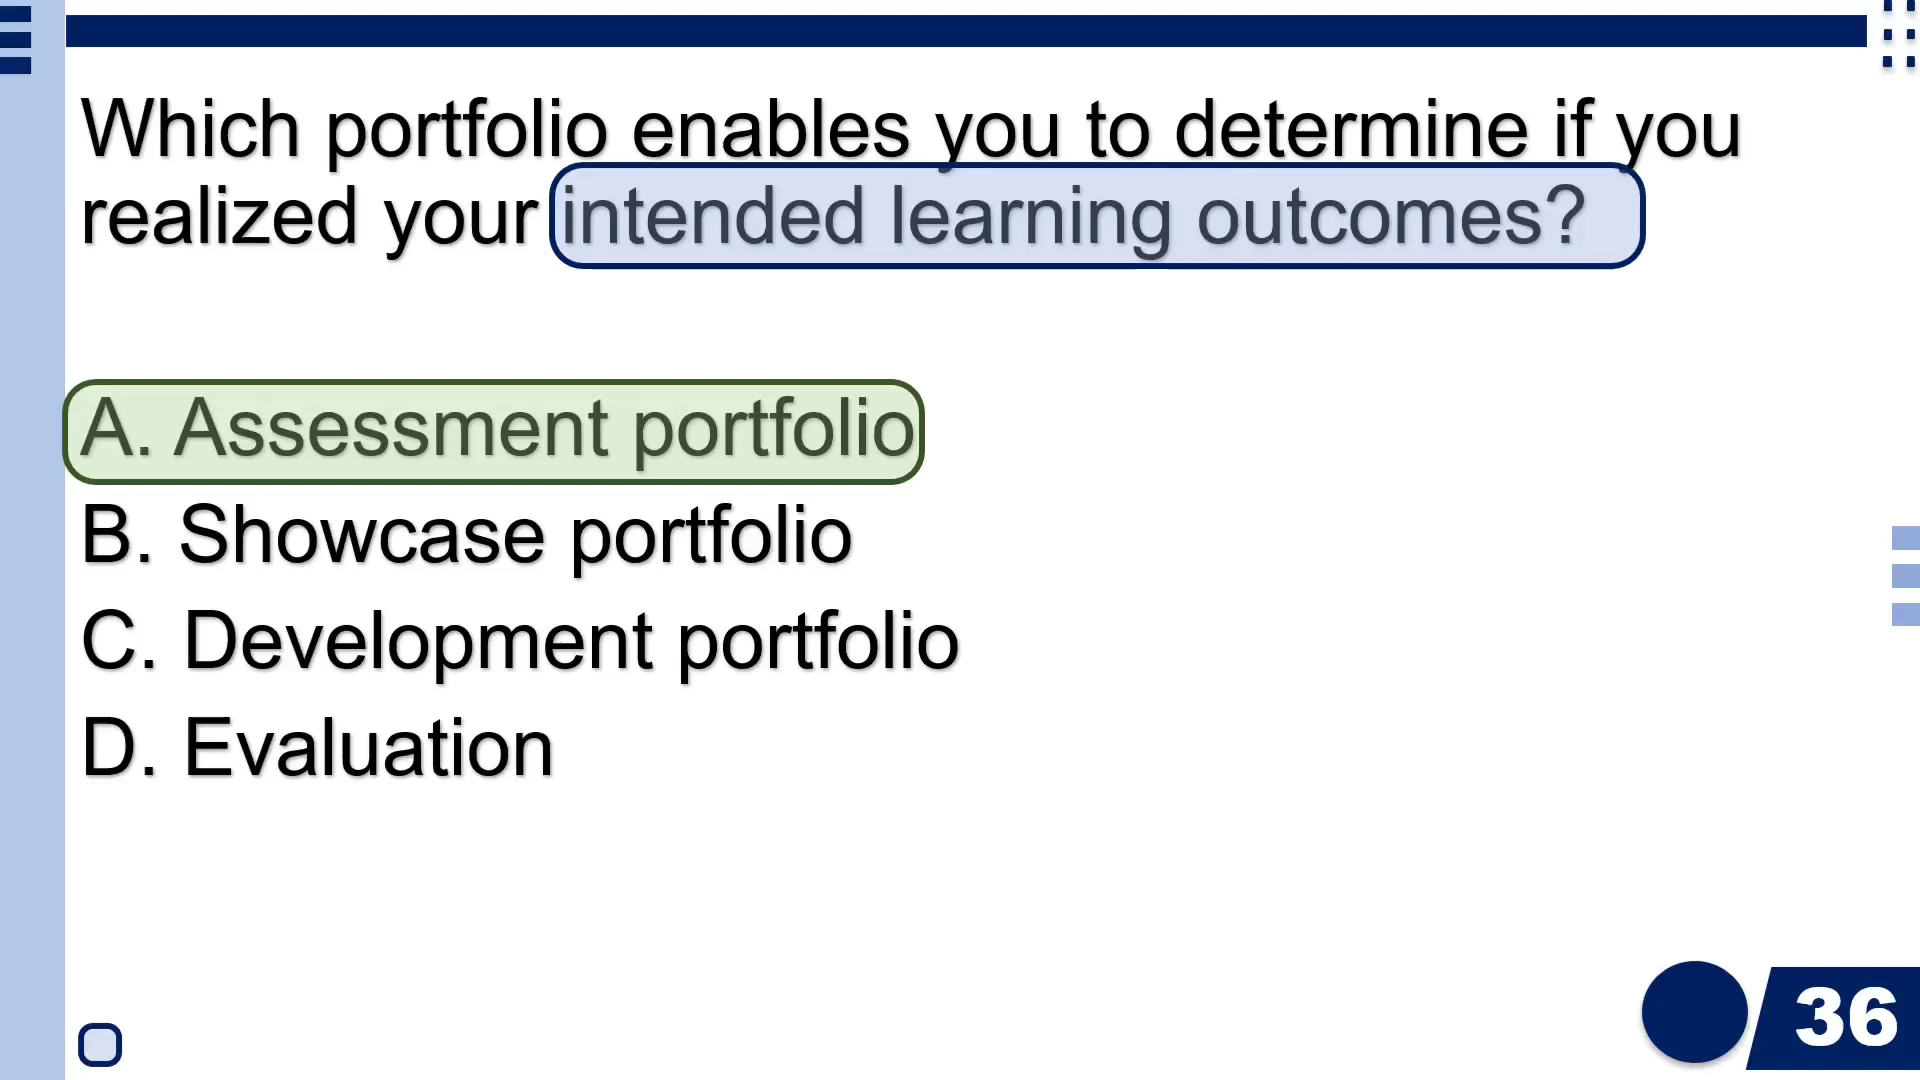 Which portfolio enables you to determine if you
realized your intended learning outcomes?
A. Assessment portfolio
B. Showcase portfolio
C. Development portfolio
D. Evaluation
36